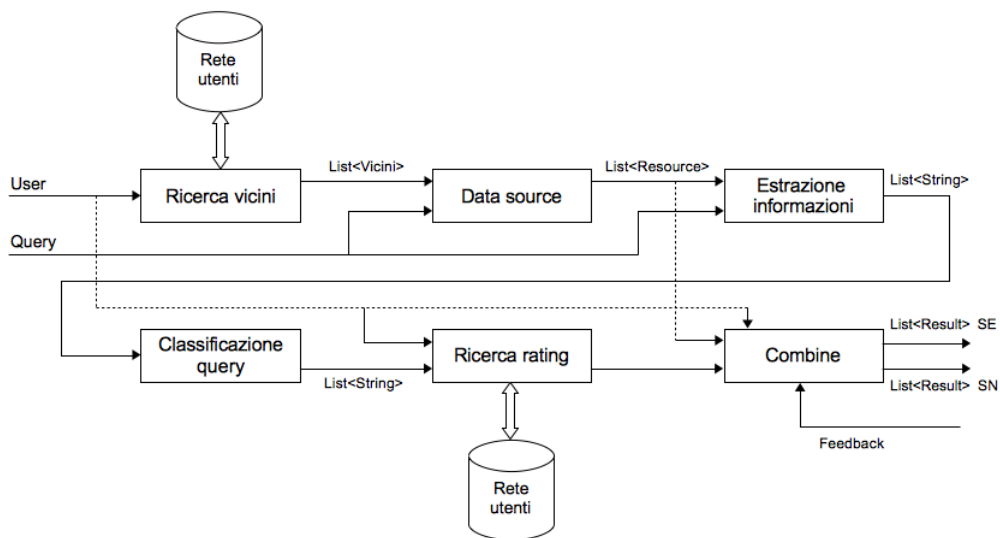 Rete
utenti
List<Vicini>
List<Resource>
List<String>
User
Ricerca vicini
Data source
Estrazione
informazioni
Query
Classificazione
query
List<String>
Ricerca rating
Combine
List<Result> SE
List<Result> SN
Feedback
Rete
utenti